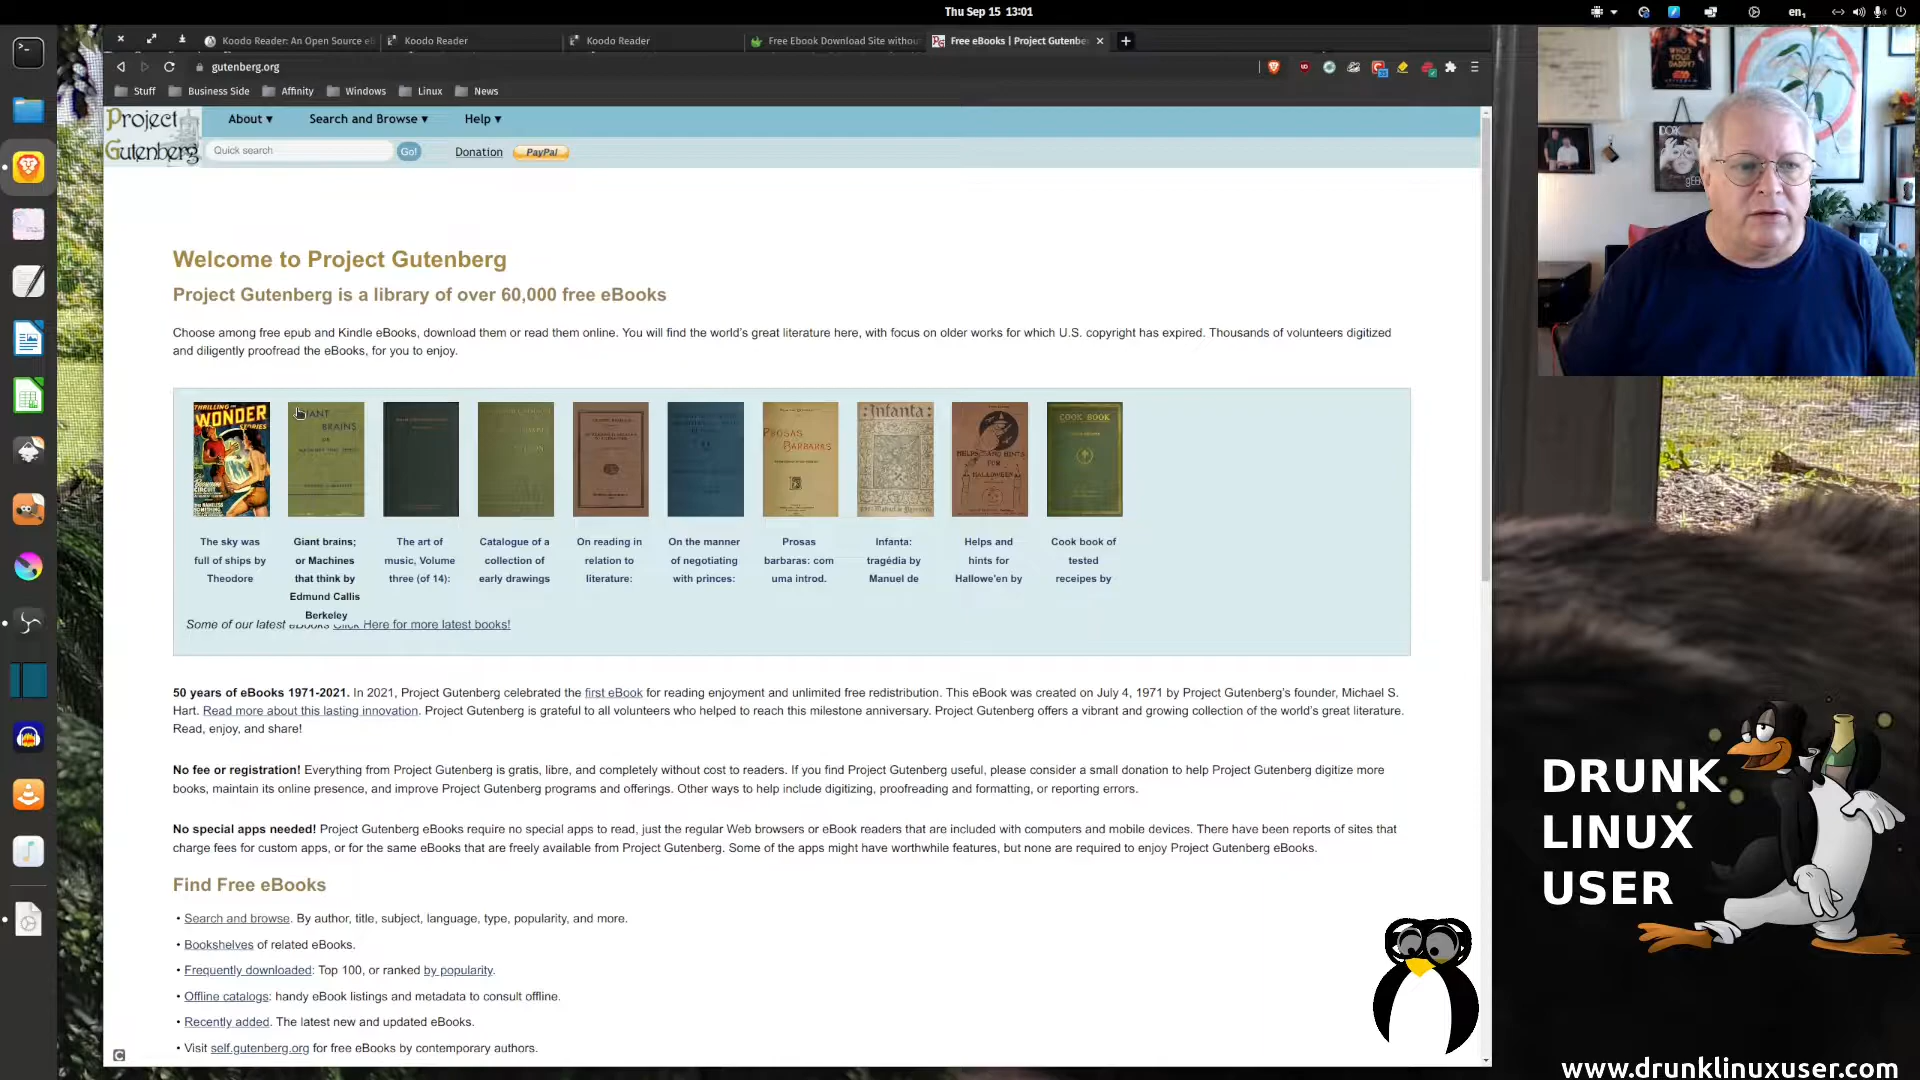 Thu Sep 15 13:01
en
Koodo Reader: An Open Source eB
Koodo Reader
Koodo Reader
Free Ebook Download Site withou
Free eBooks | Project Gutenbe
gutenberg.org
Stuff
Business Side
Affinity
Windows
Linux
News
Project
Gutenberg
About ▾
Search and Browse ▾
Help ▾
Quick search
Go!
Donation
PayPal
Welcome to Project Gutenberg
Project Gutenberg is a library of over 60,000 free eBooks
Choose among free epub and Kindle eBooks, download them or read them online. You will find the world's great literature here, with focus on older works for which U.S. copyright has expired. Thousands of volunteers digitized
and diligently proofread the eBooks, for you to enjoy.
THRILLING
WONDER
STORIES
GIANT
BRAINS
PROSAS
BARBARAS
Infanta
HELPS AND HINTS
FOR
HALLOWE'EN
COOK BOOK
The sky was
full of ships by
Theodore
Giant brains;
or Machines
that think by
Edmund Callis
Berkeley
The art of
music, Volume
three (of 14):
Catalogue of a
collection of
early drawings
On reading in
relation to
literature:
On the manner
of negotiating
with princes:
Prosas
barbaras: com
uma introd.
Infanta:
tragédia by
Manuel de
Helps and
hints for
Hallowe'en by
Cook book of
tested
receipes by
Some of our latest eBooks Click Here for more latest books!
50 years of eBooks 1971-2021. In 2021, Project Gutenberg celebrated the first eBook for reading enjoyment and unlimited free redistribution. This eBook was created on July 4, 1971 by Project Gutenberg's founder, Michael S.
Hart. Read more about this lasting innovation. Project Gutenberg is grateful to all volunteers who helped to reach this milestone anniversary. Project Gutenberg offers a vibrant and growing collection of the world's great literature.
Read, enjoy, and share!
No fee or registration! Everything from Project Gutenberg is gratis, libre, and completely without cost to readers. If you find Project Gutenberg useful, please consider a small donation to help Project Gutenberg digitize more
books, maintain its online presence, and improve Project Gutenberg programs and offerings. Other ways to help include digitizing, proofreading and formatting, or reporting errors.
No special apps needed! Project Gutenberg eBooks require no special apps to read, just the regular Web browsers or eBook readers that are included with computers and mobile devices. There have been reports of sites that
charge fees for custom apps, or for the same eBooks that are freely available from Project Gutenberg. Some of the apps might have worthwhile features, but none are required to enjoy Project Gutenberg eBooks.
Find Free eBooks
• Search and browse. By author, title, subject, language, type, popularity, and more.
• Bookshelves of related eBooks.
• Frequently downloaded: Top 100, or ranked by popularity.
• Offline catalogs: handy eBook listings and metadata to consult offline.
• Recently added. The latest new and updated eBooks.
• Visit self.gutenberg.org for free eBooks by contemporary authors.
WHO'S
YOUR
DADDY?
DRUNK
LINUX
USER
www.drunklinuxuser.com